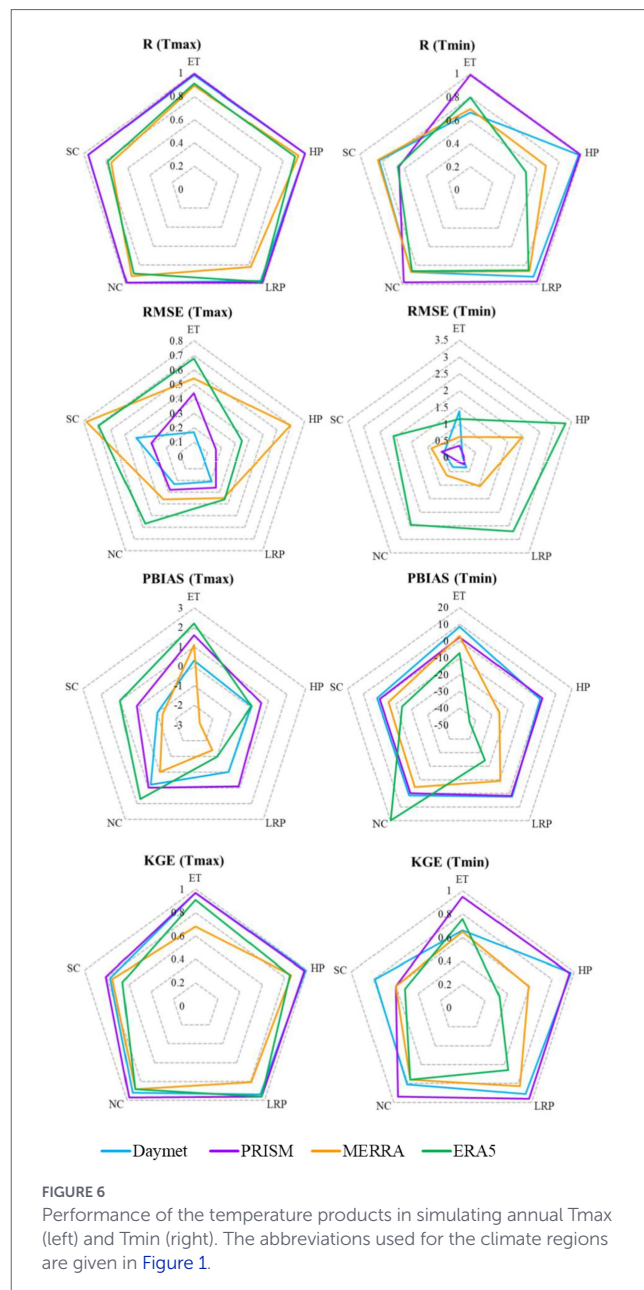 R (Tmax)
ET
1
0.8
0.6
0.4
0.2
0
SC
HP
NC
LRP
R (Tmin)
ET
1
0.8
0.6
0.4
0.2
0
SC
HP
NC
LRP
RMSE (Tmax)
ET
0.8
0.7
0.6
0.5
0.4
0.3
0.2
0.1
0
SC
HP
NC
LRP
RMSE (Tmin)
ET
3.5
3
2.5
2
1.5
1
0.5
0
SC
HP
NC
LRP
PBIAS (Tmax)
ET
3
2
1
0
-1
-2
-3
SC
HP
NC
LRP
PBIAS (Tmin)
ET
20
10
0
-10
-20
-30
-40
-50
SC
HP
NC
LRP
KGE (Tmax)
ET
1
0.8
0.6
0.4
0.2
0
SC
HP
NC
LRP
KGE (Tmin)
ET
1
0.8
0.6
0.4
0.2
0
SC
HP
NC
LRP
Daymet PRISM MERRA ERA5
FIGURE 6
Performance of the temperature products in simulating annual Tmax
(left) and Tmin (right). The abbreviations used for the climate regions
are given in Figure 1.